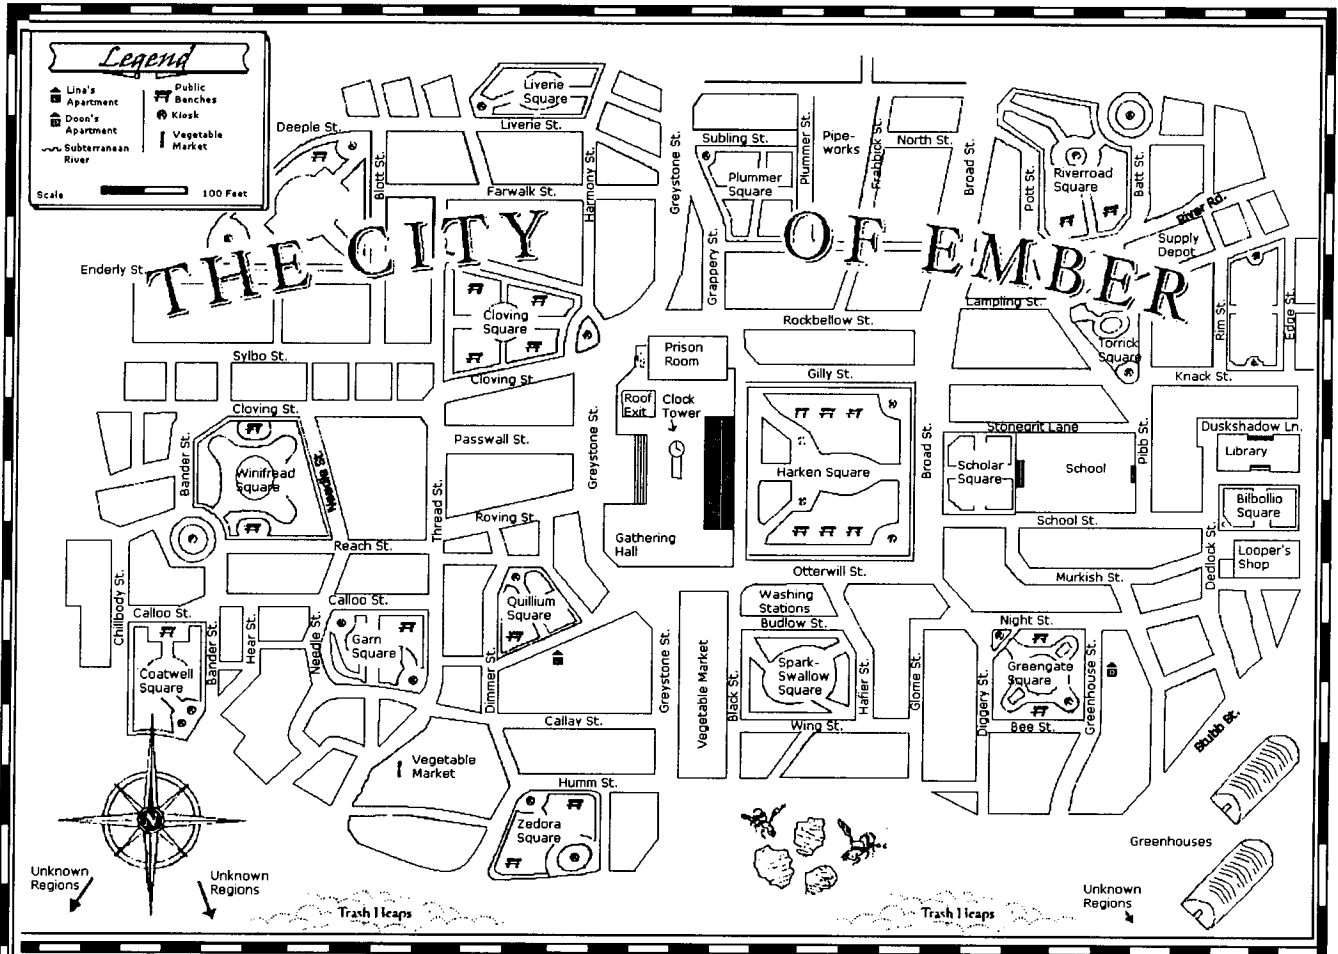 Legend
Lina's
Apartment
Doon's
Apartment
Subterranean
River
Public
Benches
Kiosk
Vegetable
Market
Scale
100 Feet
THE CITY OF EMBER
Liverie
Square
Liverie St.
Deeple St.
Blott St.
Farwalk St.
Harmony St.
Greystone St.
Subling St.
Plummer
Square
Plummer St.
Pipe-
works
Frabbick St.
North St.
Broad St.
Pott St.
Riverroad
Square
Batt St.
River Rd.
Supply
Depot
Enderly St.
Grappery St.
Cloving
Square
Cloving St.
Rockbellow St.
Lampling St.
Torrick
Square
Rim St.
Edge St.
Sylbo St.
Prison
Room
Roof
Exit
Clock
Tower
Gilly St.
Knack St.
Cloving St.
Bander St.
Winifread
Square
Needle St.
Passwall St.
Greystone St.
Thread St.
Roving St.
Reach St.
Gathering
Hall
Harken Square
Broad St.
Stonegrit Lane
Scholar
Square
School
Pibb St.
Duskshadow Ln.
Library
Bilbollio
Square
School St.
Dedlock St.
Looper's
Shop
Otterwill St.
Murkish St.
Chillbody St.
Calloo St.
Coatwell
Square
Bander St.
Hear St.
Needle St.
Calloo St.
Garn
Square
Quillium
Square
Dimmer St.
Greystone St.
Vegetable Market
Washing
Stations
Budlow St.
Black St.
Spark-
Swallow
Square
Hafter St.
Glome St.
Wing St.
Night St.
Diggery St.
Greengate
Square
Greenhouse St.
Bee St.
Stubb St.
Callay St.
Vegetable
Market
Humm St.
Zedora
Square
N
Greenhouses
Unknown
Regions
Unknown
Regions
Trash Heaps
Trash Heaps
Unknown
Regions